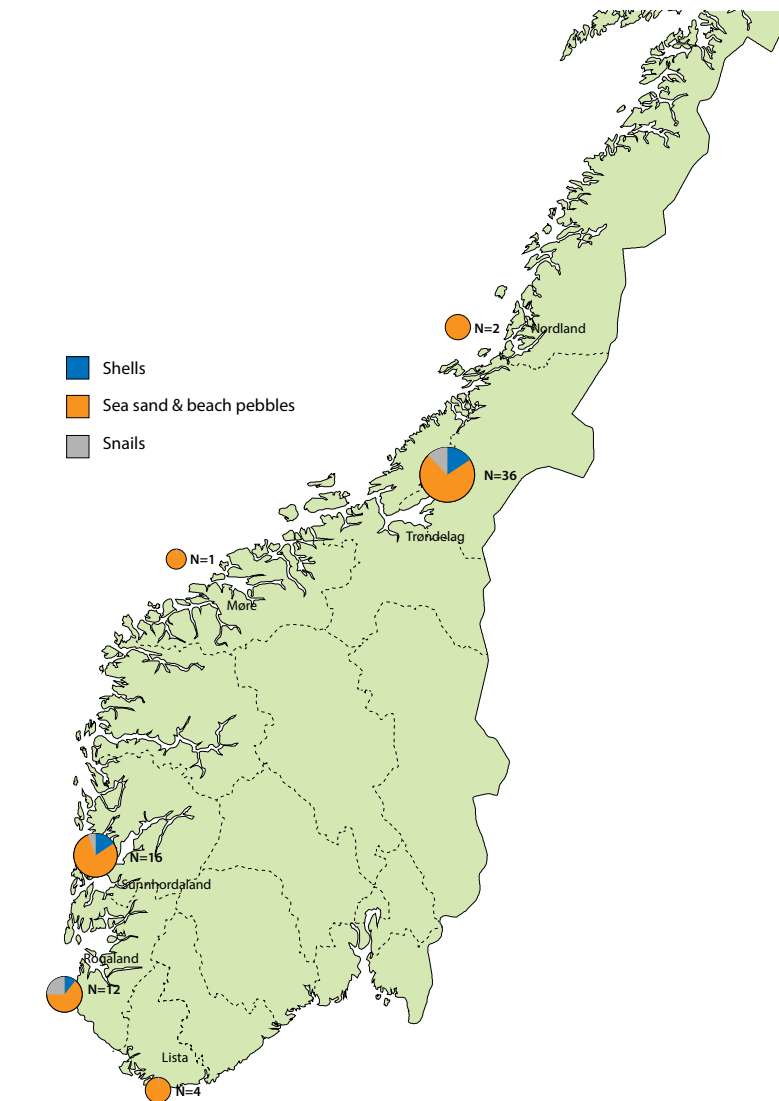 N=2
Nordland
Shells
Sea sand & beach pebbles
Snails
N=36
Trøndelag
N=1
Møre
N=16
Sunnhordaland
Rogaland
N=12
Lista
N=4